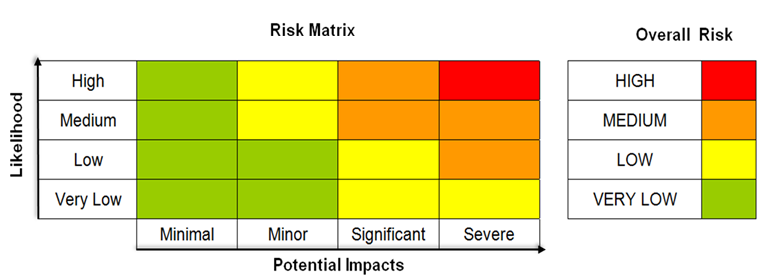 Risk Matrix
Overall Risk
Likelihood
High
Medium
Low
Very Low
Minimal Minor Significant Severe
Potential Impacts
HIGH
MEDIUM
LOW
VERY LOW